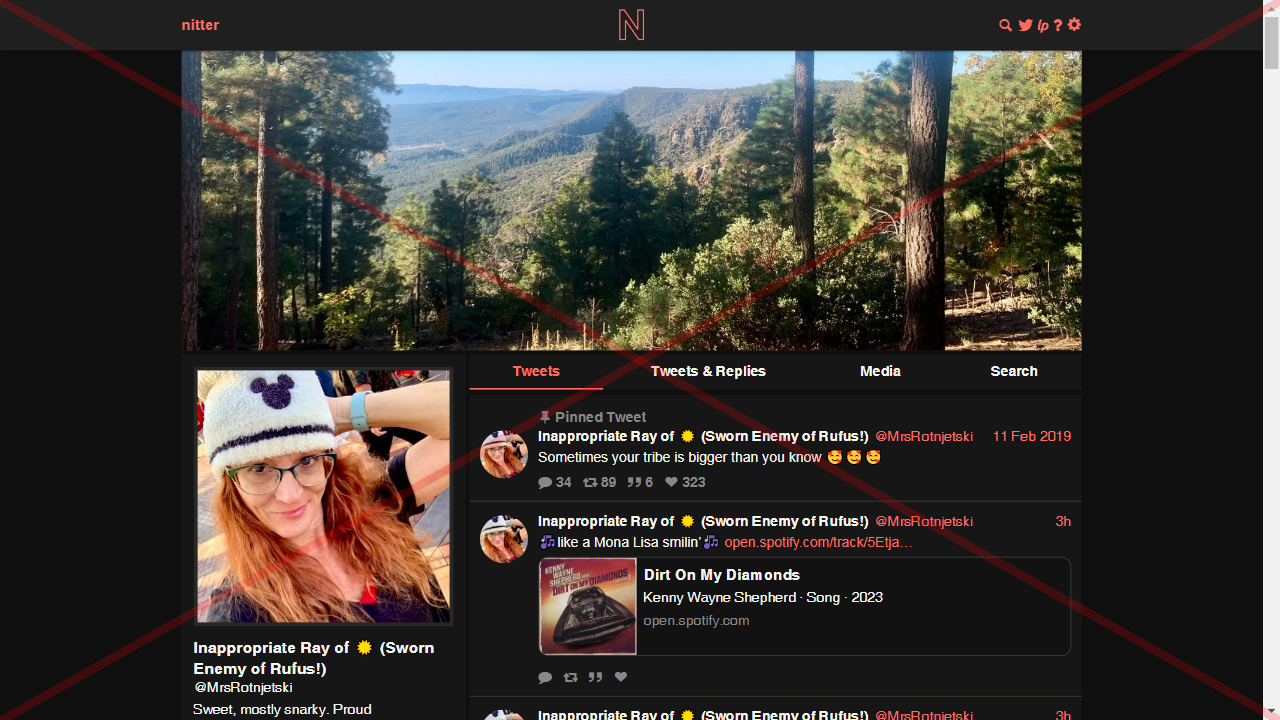 nitter
N
lp ?
Tweets
Tweets & Replies
Media
Search
Pinned Tweet
Inappropriate Ray of ☀ (Sworn Enemy of Rufus!) @MrsRotnjetski 11 Feb 2019
Sometimes your tribe is bigger than you know 🥰 🥰 🥰
34 89 6 323
Inappropriate Ray of ☀ (Sworn Enemy of Rufus!) @MrsRotnjetski 3h
🎶 like a Mona Lisa smilin’ 🎶 open.spotify.com/track/5Etja…
KENNY
WAYNE
SHEPHERD
DIRT ON MY DIAMONDS
Dirt On My Diamonds
Kenny Wayne Shepherd · Song · 2023
open.spotify.com
Inappropriate Ray of ☀ (Sworn Enemy of Rufus!) @MrsRotnjetski 3h
Inappropriate Ray of ☀ (Sworn
Enemy of Rufus!)
@MrsRotnjetski
Sweet, mostly snarky. Proud